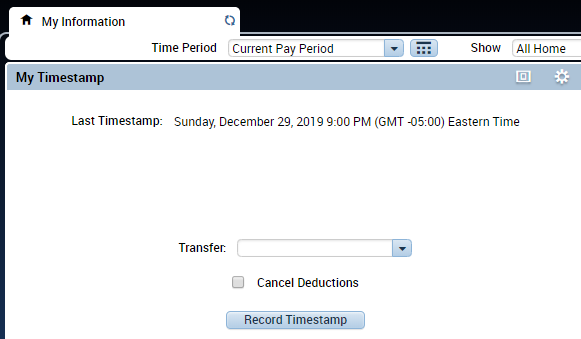 My Information
Time Period Current Pay Period Show All Home
My Timestamp
Last Timestamp: Sunday, December 29, 2019 9:00 PM (GMT -05:00) Eastern Time
Transfer:
Cancel Deductions
Record Timestamp